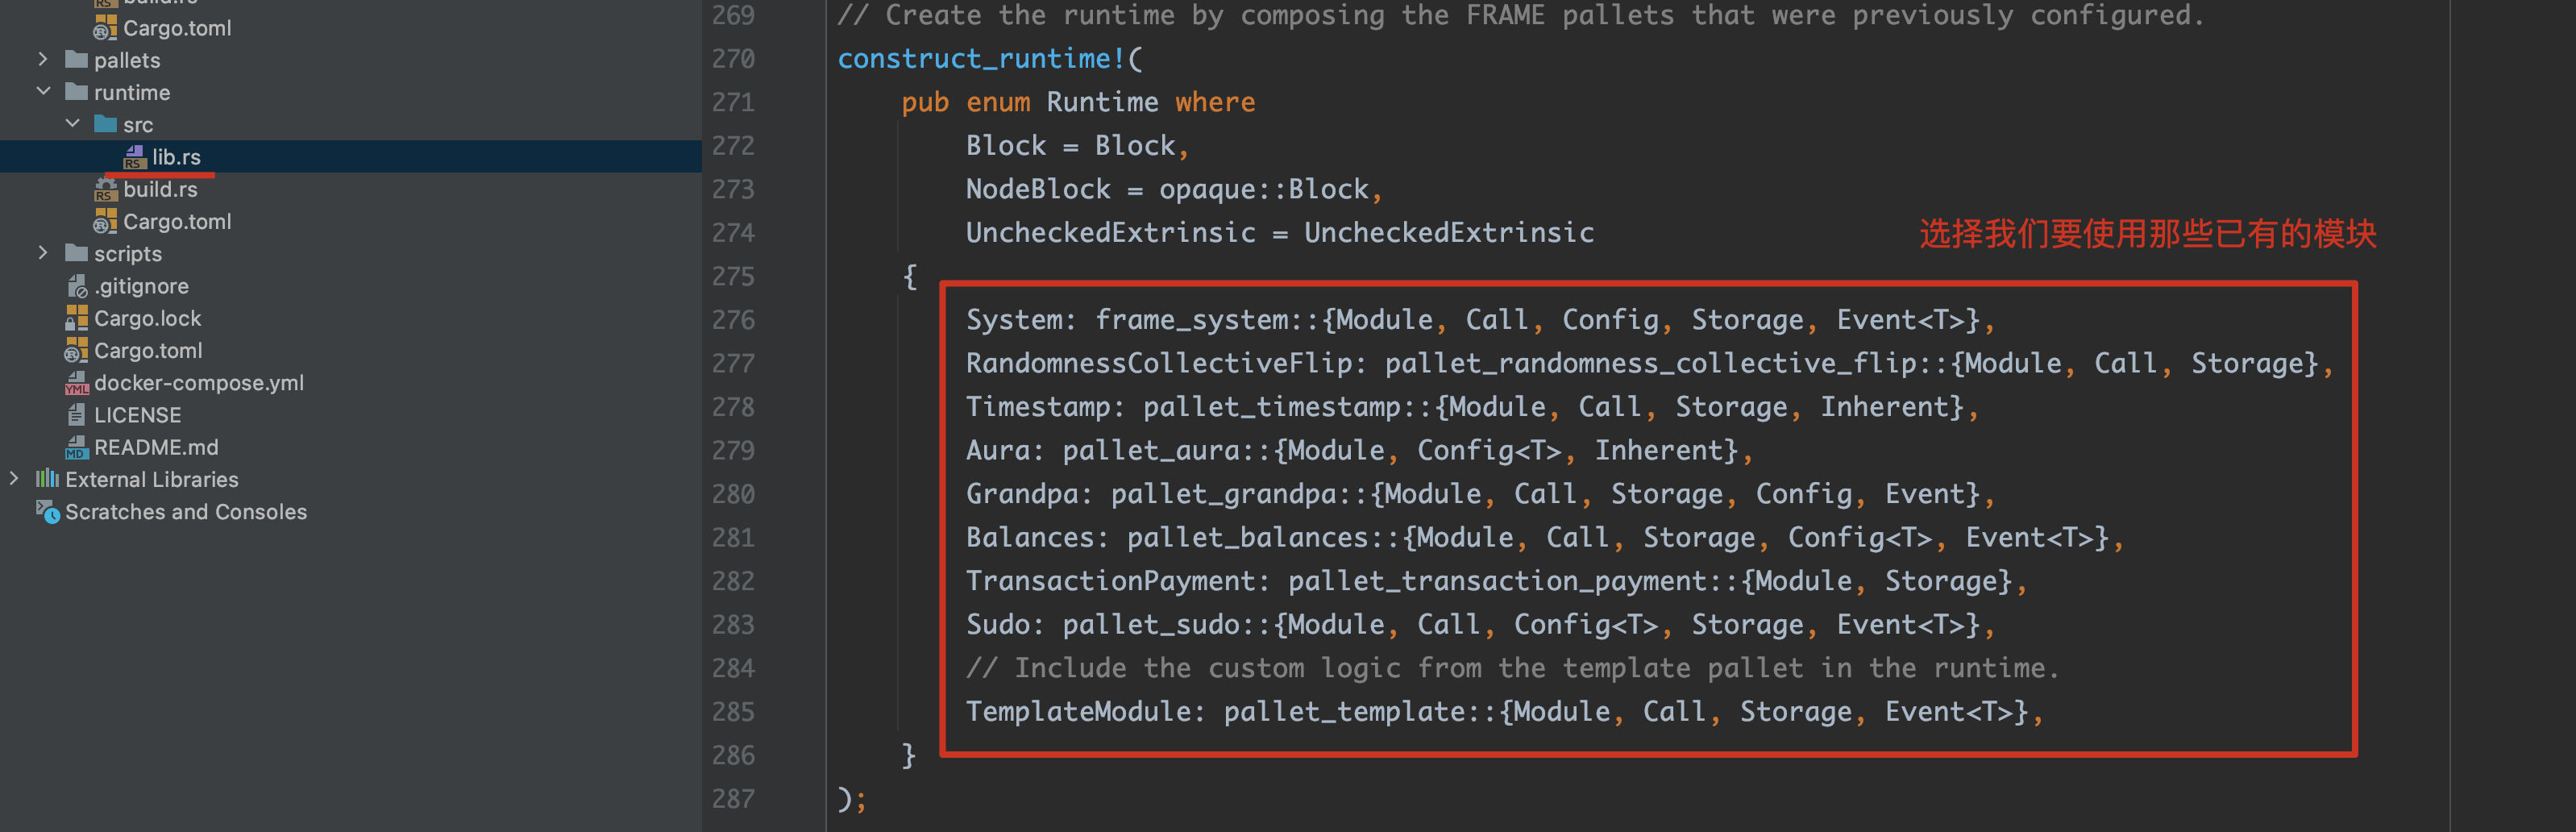 build.rs
Cargo.toml
pallets
runtime
src
lib.rs
build.rs
Cargo.toml
scripts
.gitignore
Cargo.lock
Cargo.toml
docker-compose.yml
LICENSE
README.md
External Libraries
Scratches and Consoles
269 // Create the runtime by composing the FRAME pallets that were previously configured.
270 construct_runtime!(
271 pub enum Runtime where
272 Block = Block,
273 NodeBlock = opaque::Block,
274 UncheckedExtrinsic = UncheckedExtrinsic
选择我们要使用那些已有的模块
275 {
276 System: frame_system::{Module, Call, Config, Storage, Event<T>},
277 RandomnessCollectiveFlip: pallet_randomness_collective_flip::{Module, Call, Storage},
278 Timestamp: pallet_timestamp::{Module, Call, Storage, Inherent},
279 Aura: pallet_aura::{Module, Config<T>, Inherent},
280 Grandpa: pallet_grandpa::{Module, Call, Storage, Config, Event},
281 Balances: pallet_balances::{Module, Call, Storage, Config<T>, Event<T>},
282 TransactionPayment: pallet_transaction_payment::{Module, Storage},
283 Sudo: pallet_sudo::{Module, Call, Config<T>, Storage, Event<T>},
284 // Include the custom logic from the template pallet in the runtime.
285 TemplateModule: pallet_template::{Module, Call, Storage, Event<T>},
286 }
287 );